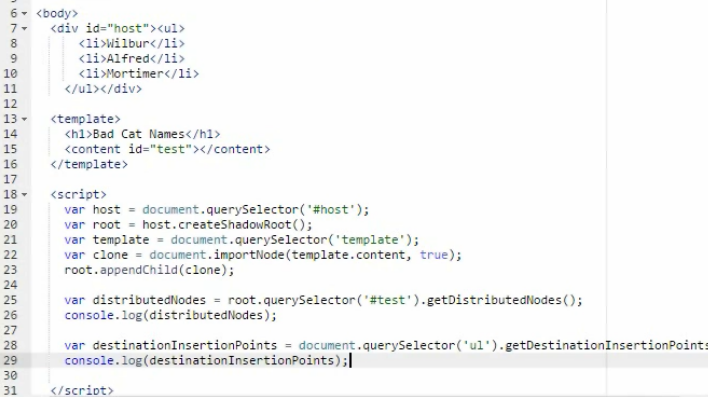 6 <body>
7 <div id="host"><ul>
8 <li>Wilbur</li>
9 <li>Alfred</li>
10 <li>Mortimer</li>
11 </ul></div>
12
13 <template>
14 <h1>Bad Cat Names</h1>
15 <content id="test"></content>
16 </template>
17
18 <script>
19 var host = document.querySelector('#host');
20 var root = host.createShadowRoot();
21 var template = document.querySelector('template');
22 var clone = document.importNode(template.content, true);
23 root.appendChild(clone);
24
25 var distributedNodes = root.querySelector('#test').getDistributedNodes();
26 console.log(distributedNodes);
27
28 var destinationInsertionPoints = document.querySelector('ul').getDestinationInsertionPoints
29 console.log(destinationInsertionPoints);
30
31 </script>